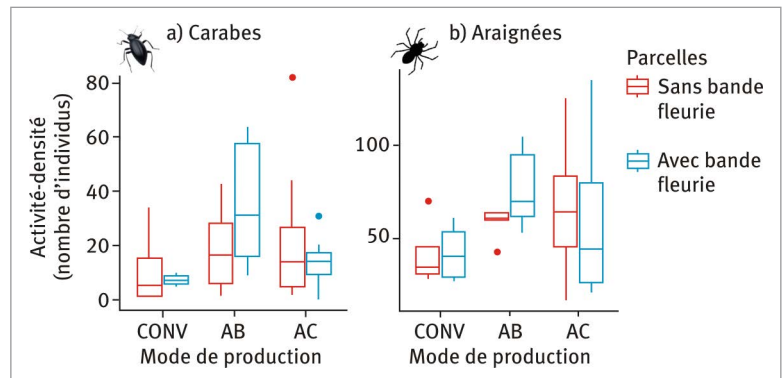 a) Carabes
b) Araignées
Parcelles
Sans bande
fleurie
Avec bande
fleurie
Activité-densité
(nombre d'individus)
80
60
40
20
0
CONV AB AC
Mode de production
100
50
CONV AB AC
Mode de production